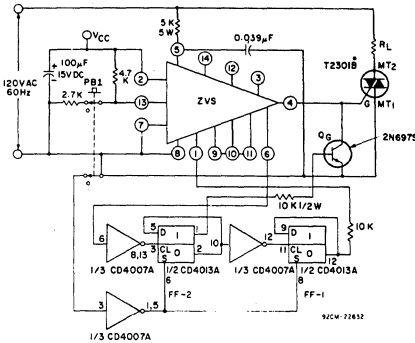 5 K
5 W
0.039µF
VCC
100µF
15VDC
4.7
K
120VAC
60Hz
PB1
2.7K
5
14
12
3
2
13
ZVS
4
7
8
1
9
10
11
6
RL
T2301B
MT2
G
MT1
QG
2N6975
10 K 1/2W
10 K
6
8,13
1/3 CD4007A
5
D
1
1
3
CL
O
2
S
1/2 CD4013A
6
FF-2
10
12
1/3 CD4007A
9
D
1
11
CL
O
12
S
1/2 CD4013A
8
FF-1
3
1,5
1/3 CD4007A
92CM-22632